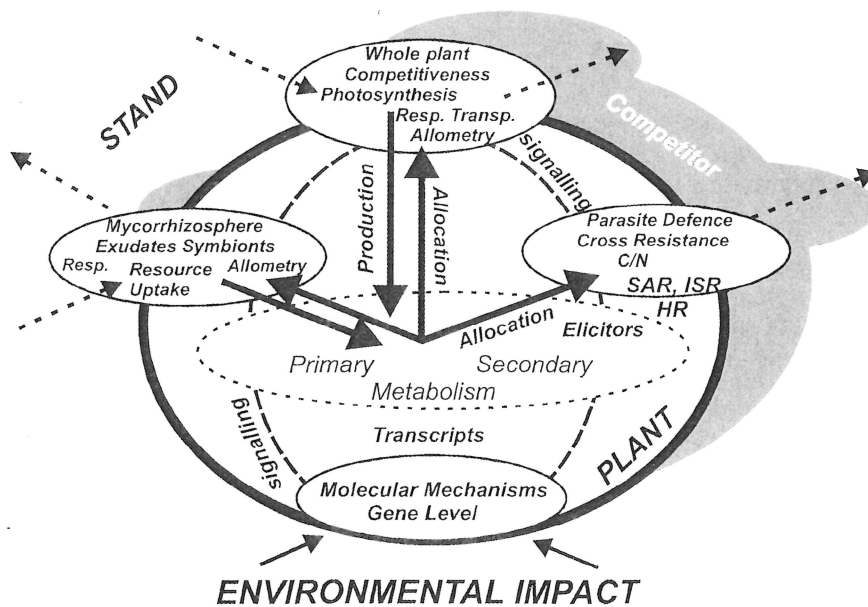 Whole plant
Competitiveness
Photosynthesis
Resp. Transp.
Allometry
STAND
Competitor
signalling
Production
Allocation
Mycorrhizosphere
Exudates Symbionts
Resp. Resource Allometry
Uptake
Parasite Defence
Cross Resistance
C/N
SAR, ISR
HR
Allocation
Elicitors
Primary Secondary
Metabolism
signalling
Transcripts
PLANT
Molecular Mechanisms
Gene Level
ENVIRONMENTAL IMPACT